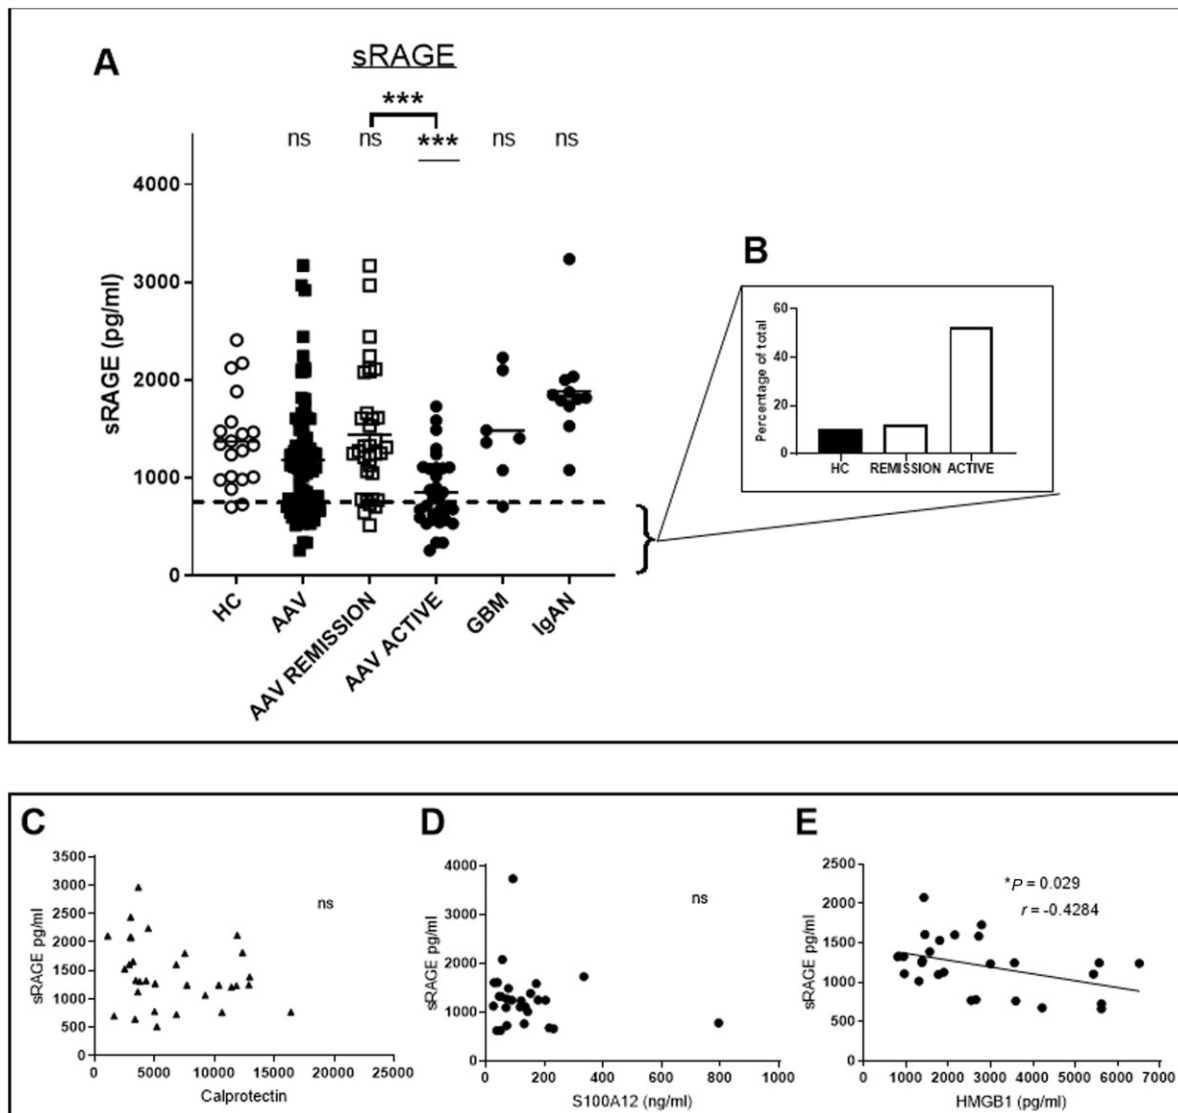 A
sRAGE
***
ns ns *** ns ns
sRAGE (pg/ml)
4000
3000
2000
1000
0
HC AAV AAV REMISSION AAV ACTIVE GBM IgAN
}
B
Percentage of total
60
40
20
0
HC REMISSION ACTIVE
C
sRAGE pg/ml
3500
3000
2500
2000
1500
1000
500
0
ns
0 5000 10000 15000 20000 25000
Calprotectin
D
sRAGE pg/ml
4000
3000
2000
1000
0
ns
0 200 400 600 800 1000
S100A12 (ng/ml)
E
sRAGE pg/ml
2500
2000
1500
1000
500
0
*P = 0.029
r = -0.4284
0 1000 2000 3000 4000 5000 6000 7000
HMGB1 (pg/ml)